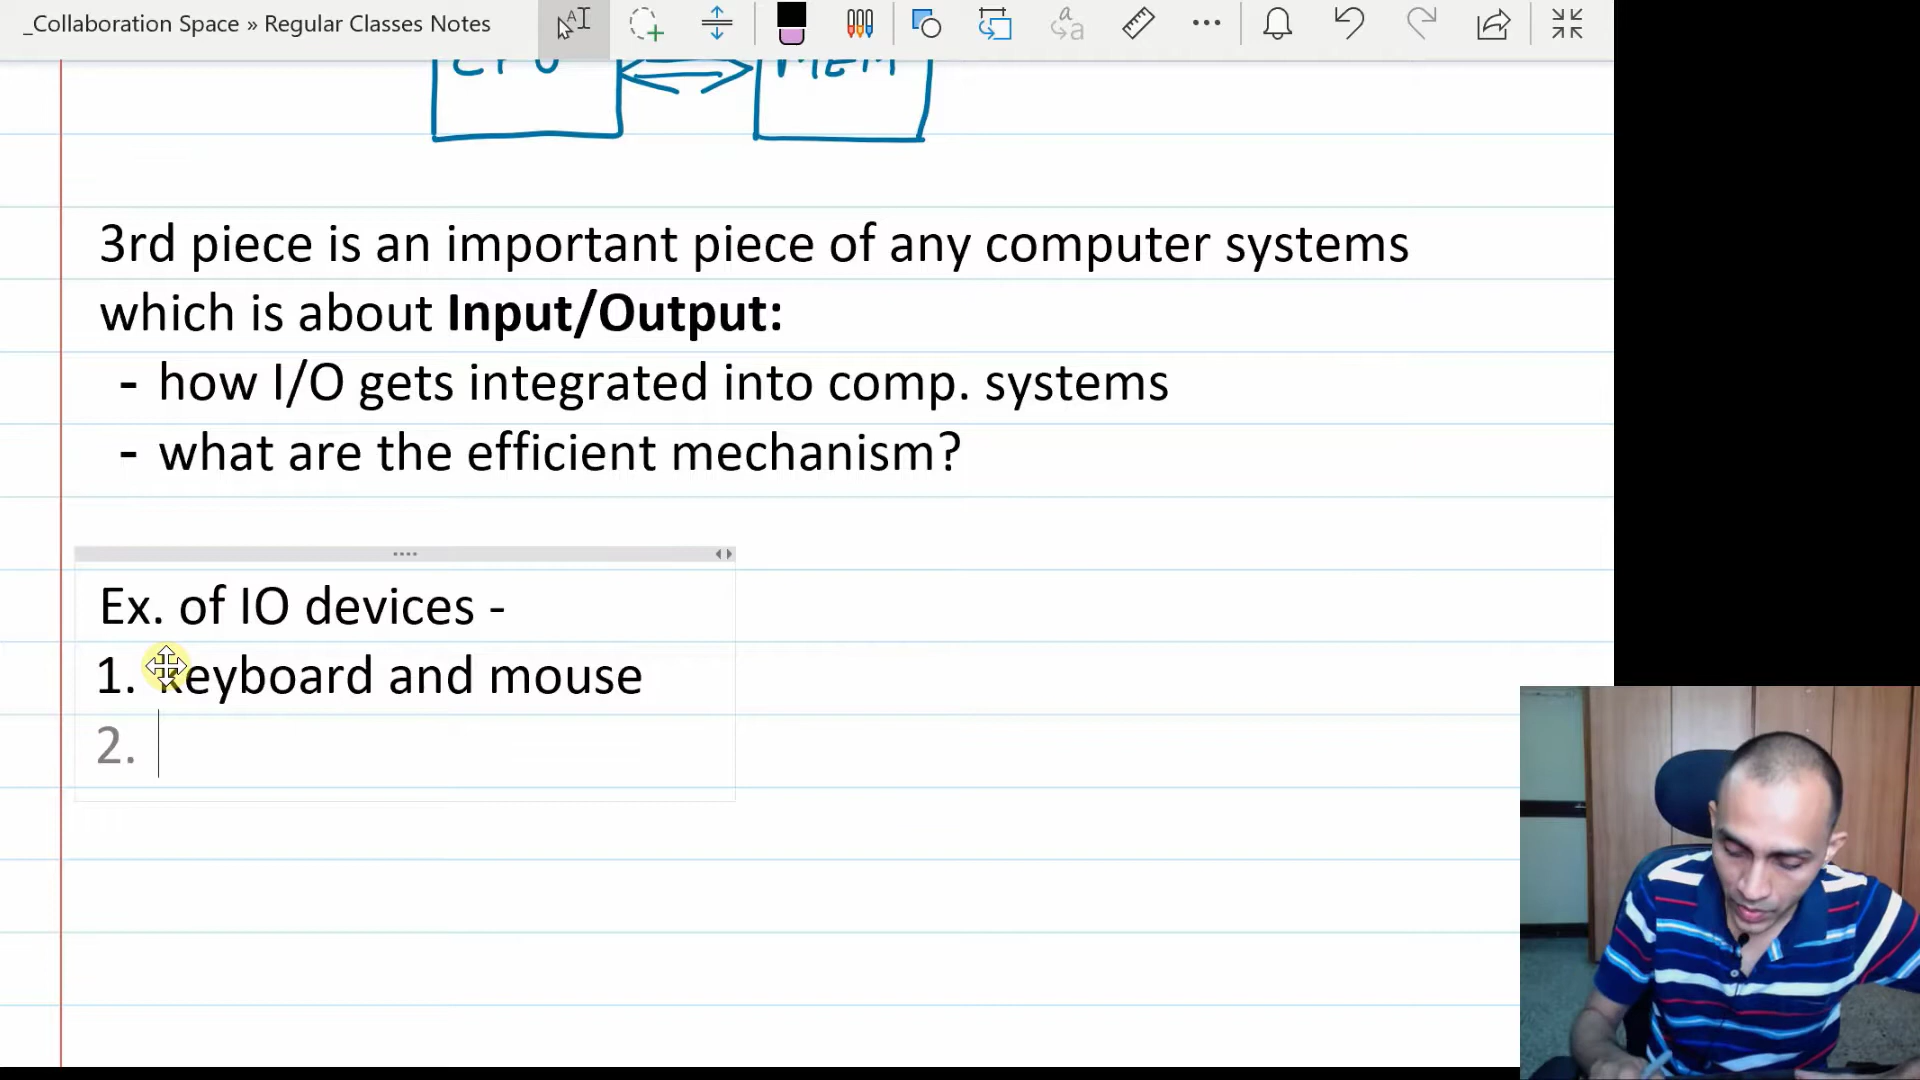 _Collaboration Space » Regular Classes Notes
CPU MEM
3rd piece is an important piece of any computer systems
which is about Input/Output:
- how I/O gets integrated into comp. systems
- what are the efficient mechanism?
Ex. of IO devices -
1. Keyboard and mouse
2.